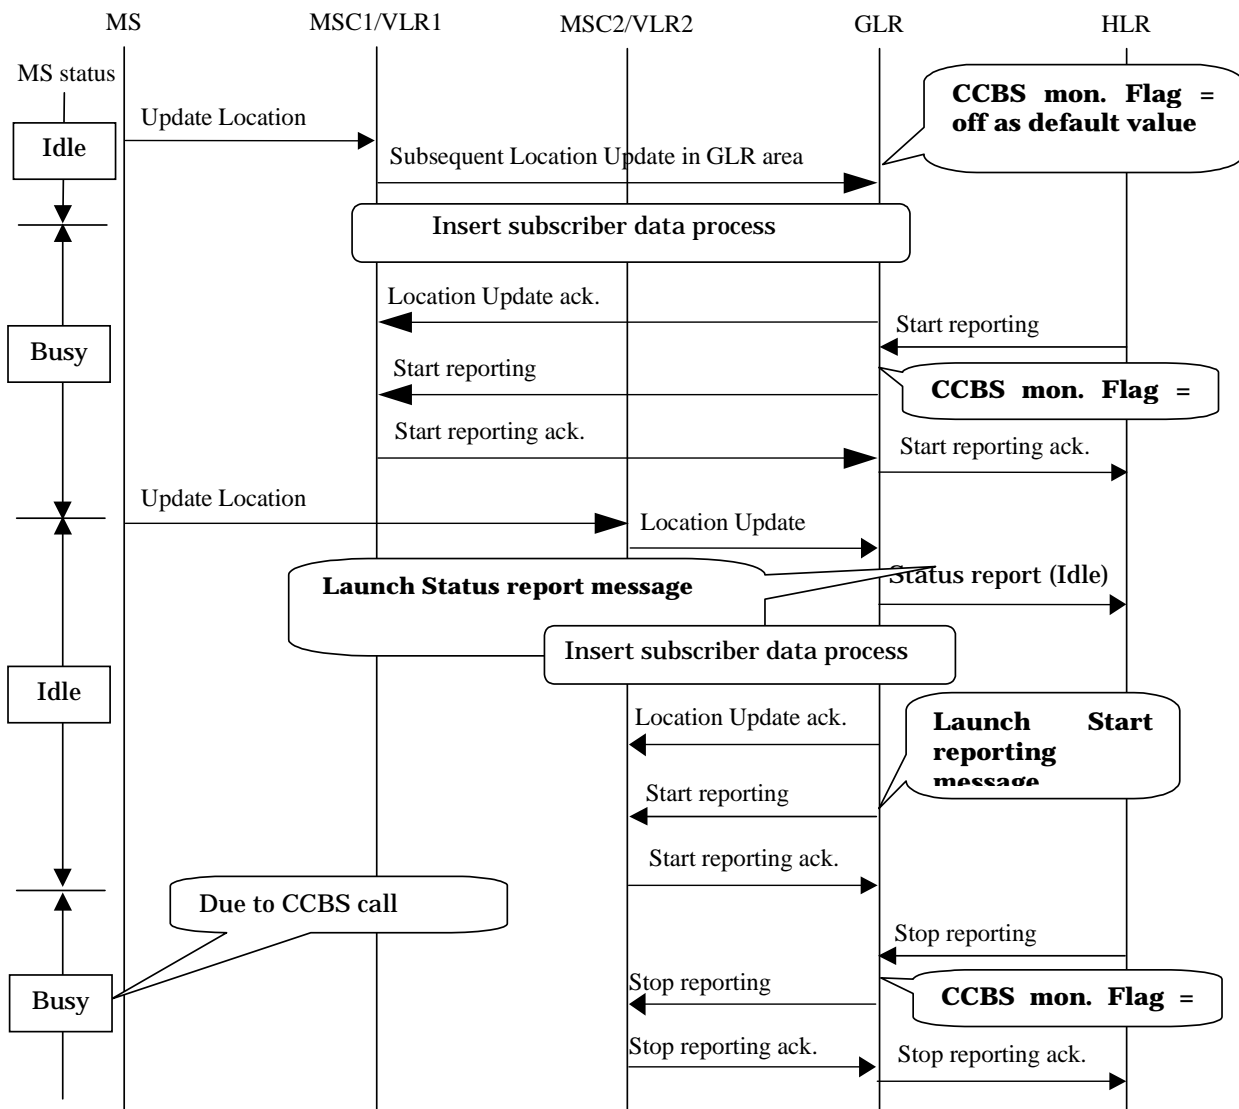 MS MSC1/VLR1 MSC2/VLR2 GLR HLR
MS status
CCBS mon. Flag =
off as default value
Update Location
Idle
Subsequent Location Update in GLR area
Insert subscriber data process
Location Update ack.
Start reporting
Busy
Start reporting
CCBS mon. Flag =
Start reporting ack.
Start reporting ack.
Update Location
Location Update
Launch Status report message
Status report (Idle)
Insert subscriber data process
Idle
Location Update ack.
Launch Start
reporting
message
Start reporting
Start reporting ack.
Due to CCBS call
Stop reporting
Stop reporting
CCBS mon. Flag =
Busy
Stop reporting ack.
Stop reporting ack.